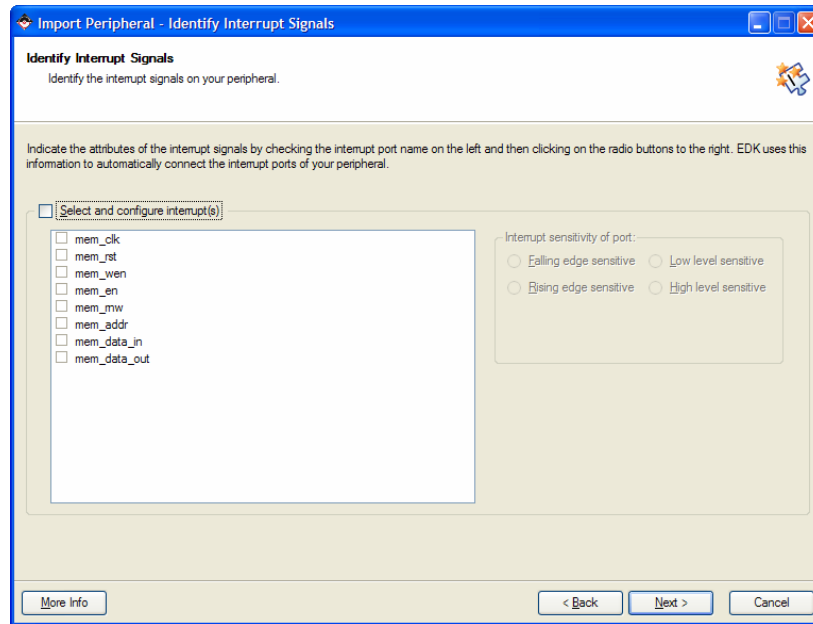 Import Peripheral - Identify Interrupt Signals
Identify Interrupt Signals
Identify the interrupt signals on your peripheral.
Indicate the attributes of the interrupt signals by checking the interrupt port name on the left and then clicking on the radio buttons to the right. EDK uses this
information to automatically connect the interrupt ports of your peripheral.
Select and configure interrupt(s)
mem_clk
mem_rst
mem_wen
mem_en
mem_rnw
mem_addr
mem_data_in
mem_data_out
Interrupt sensitivity of port:
Falling edge sensitive
Low level sensitive
Rising edge sensitive
High level sensitive
More Info
< Back
Next >
Cancel